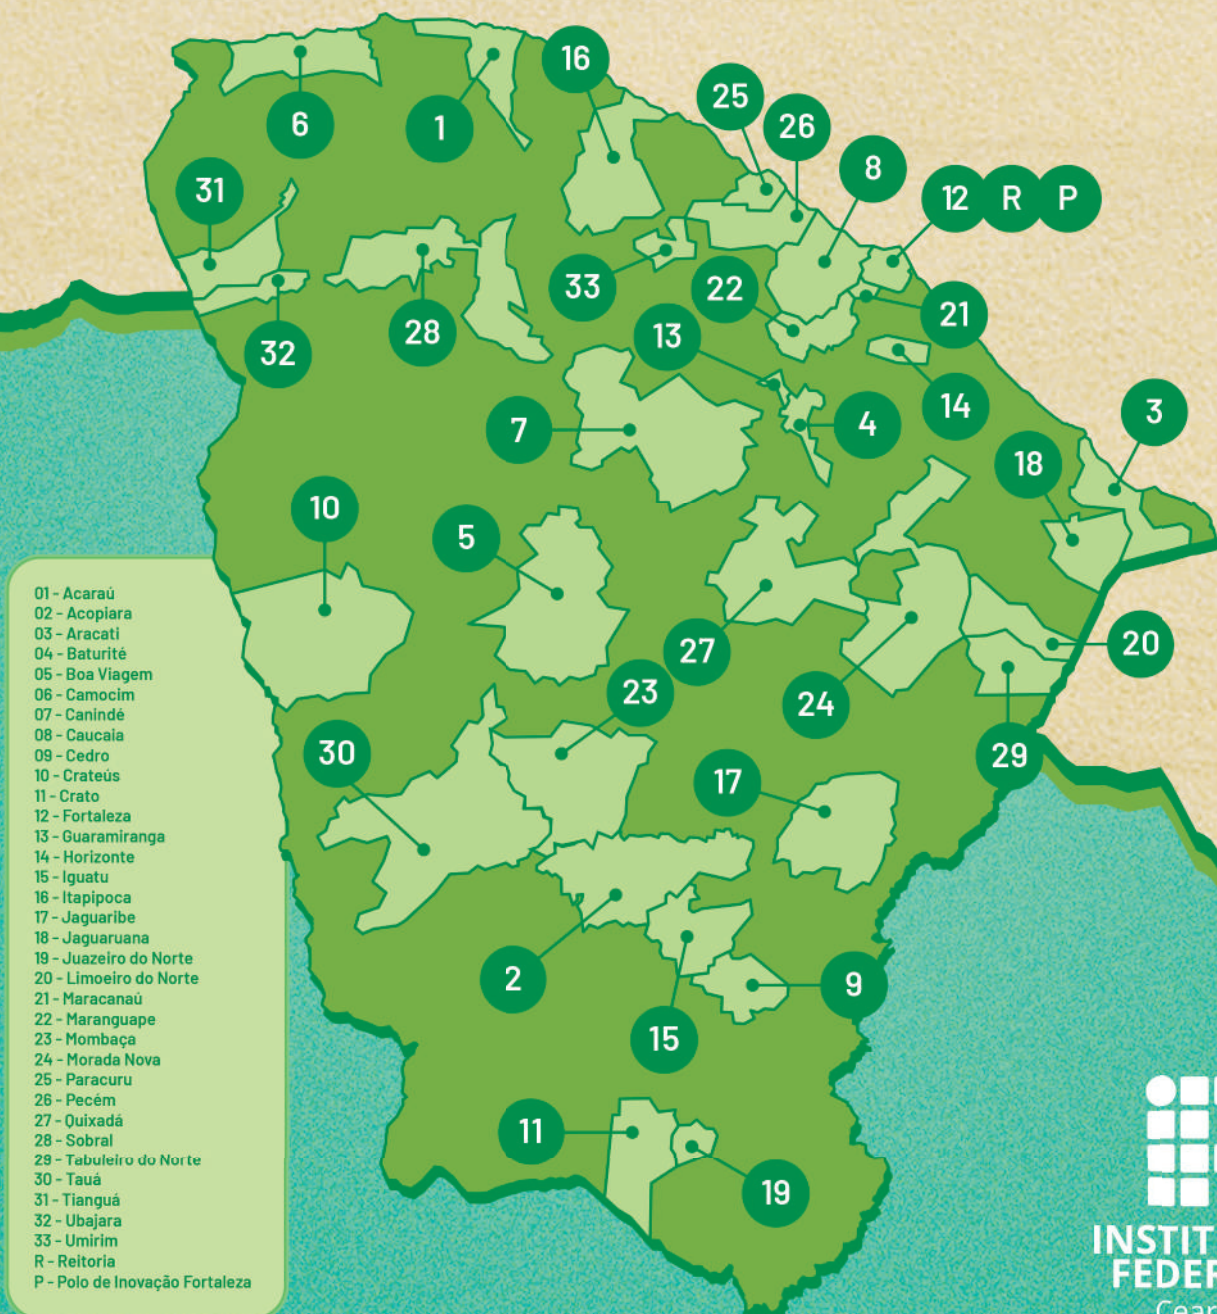 16
25
6
1
26
8
31
12 R P
33
22
21
13
28
32
3
14
4
7
18
10
5
20
27
23
24
30
29
17
2
9
15
11
19
01 - Acaraú
02 - Acopiara
03 - Aracati
04 - Baturité
05 - Boa Viagem
06 - Camocim
07 - Canindé
08 - Caucaia
09 - Cedro
10 - Crateús
11 - Crato
12 - Fortaleza
13 - Guaramiranga
14 - Horizonte
15 - Iguatu
16 - Itapipoca
17 - Jaguaribe
18 - Jaguaruana
19 - Juazeiro do Norte
20 - Limoeiro do Norte
21 - Maracanaú
22 - Maranguape
23 - Mombaça
24 - Morada Nova
25 - Paracuru
26 - Pecém
27 - Quixadá
28 - Sobral
29 - Tabuleiro do Norte
30 - Tauá
31 - Tianguá
32 - Ubajara
33 - Umirim
R - Reitoria
P - Polo de Inovação Fortaleza
INSTIT
FEDER